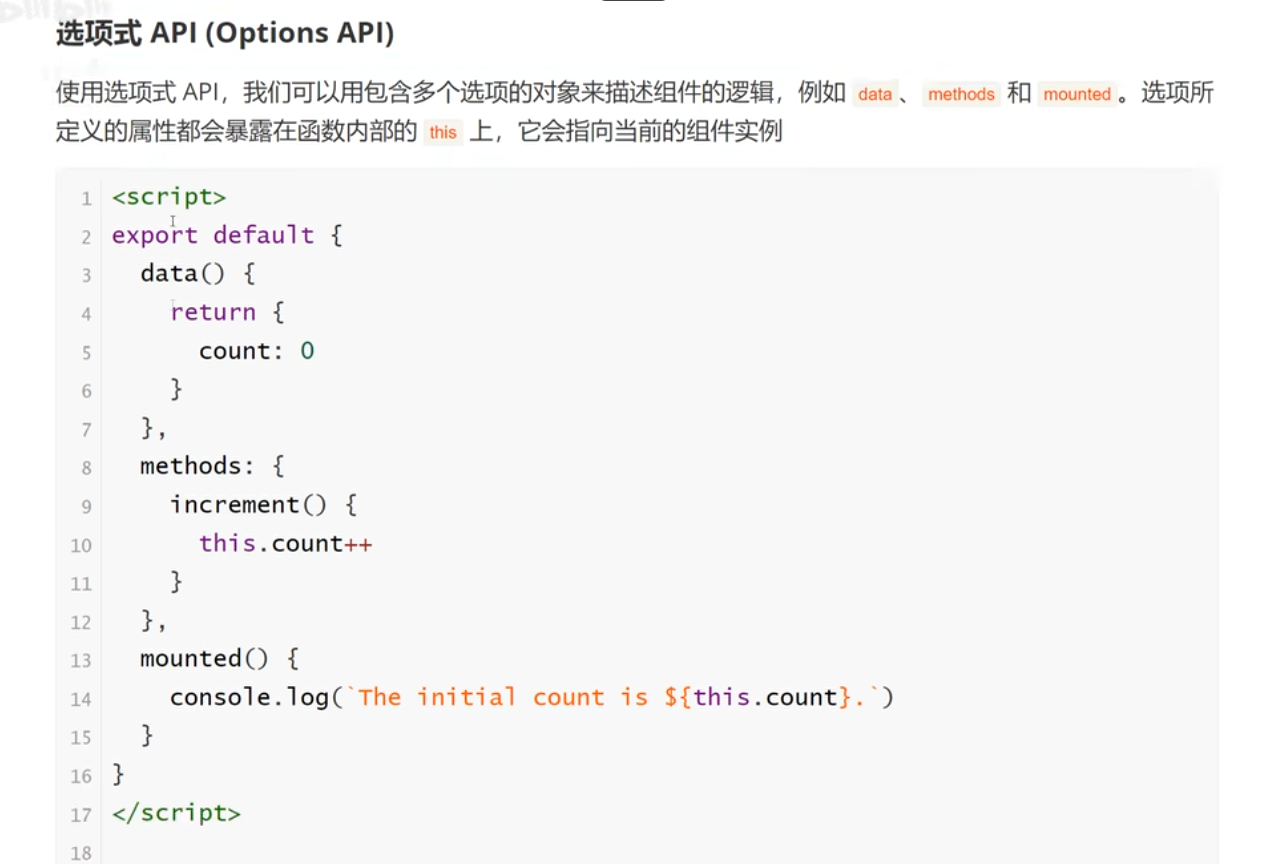 选项式 API (Options API)
使用选项式 API，我们可以用包含多个选项的对象来描述组件的逻辑，例如 data、methods 和 mounted。选项所
定义的属性都会暴露在函数内部的 this 上，它会指向当前的组件实例
1 <script>
2 export default {
3   data() {
4     return {
5       count: 0
6     }
7   },
8   methods: {
9     increment() {
10       this.count++
11     }
12   },
13   mounted() {
14     console.log(`The initial count is ${this.count}.`)
15   }
16 }
17 </script>
18